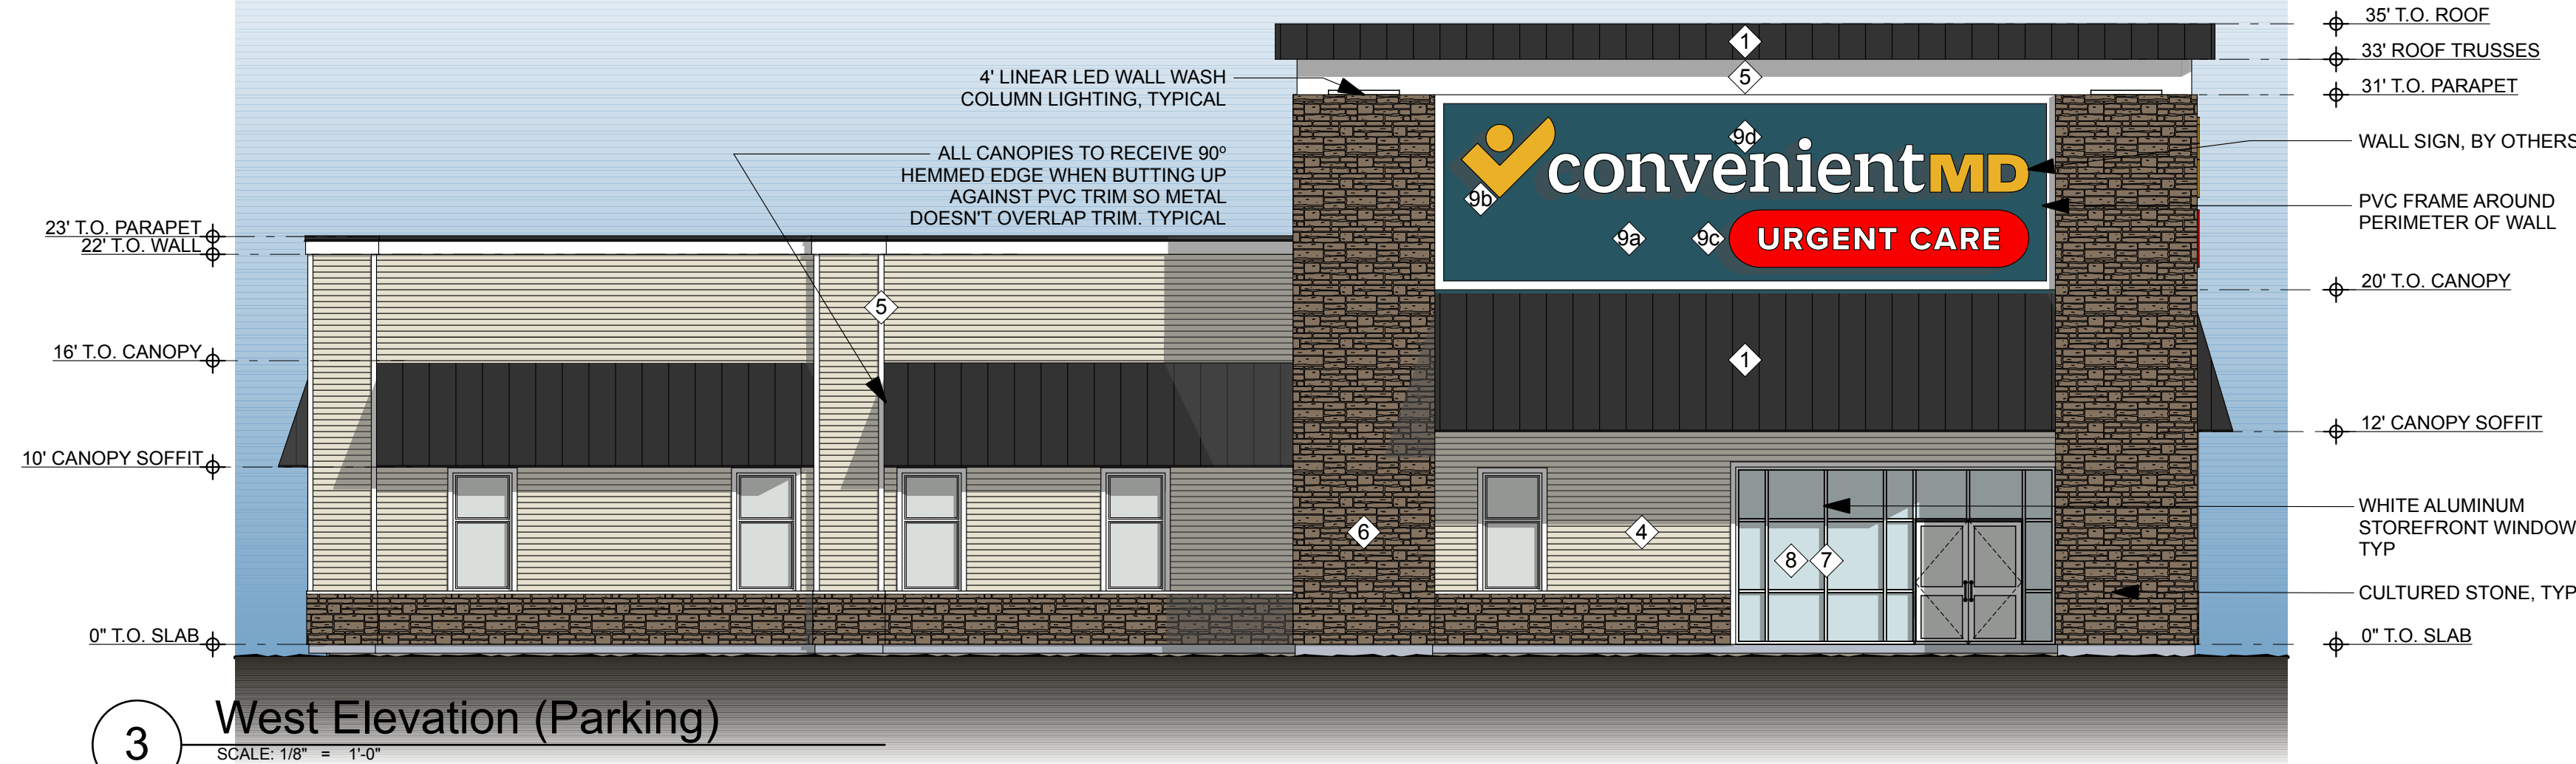 35' T.O. ROOF
33' ROOF TRUSSES
31' T.O. PARAPET
WALL SIGN, BY OTHERS
PVC FRAME AROUND
PERIMETER OF WALL
20' T.O. CANOPY
12' CANOPY SOFFIT
WHITE ALUMINUM
STOREFRONT WINDOW
TYP
CULTURED STONE, TYP
0" T.O. SLAB
4' LINEAR LED WALL WASH
COLUMN LIGHTING, TYPICAL
ALL CANOPIES TO RECEIVE 90º
HEMMED EDGE WHEN BUTTING UP
AGAINST PVC TRIM SO METAL
DOESN'T OVERLAP TRIM. TYPICAL
23' T.O. PARAPET
22' T.O. WALL
16' T.O. CANOPY
10' CANOPY SOFFIT
0" T.O. SLAB
1
5
9d
convenientMD
9b
9a
9c
URGENT CARE
5
1
6
4
8
7
3
West Elevation (Parking)
SCALE: 1/8" = 1'-0"